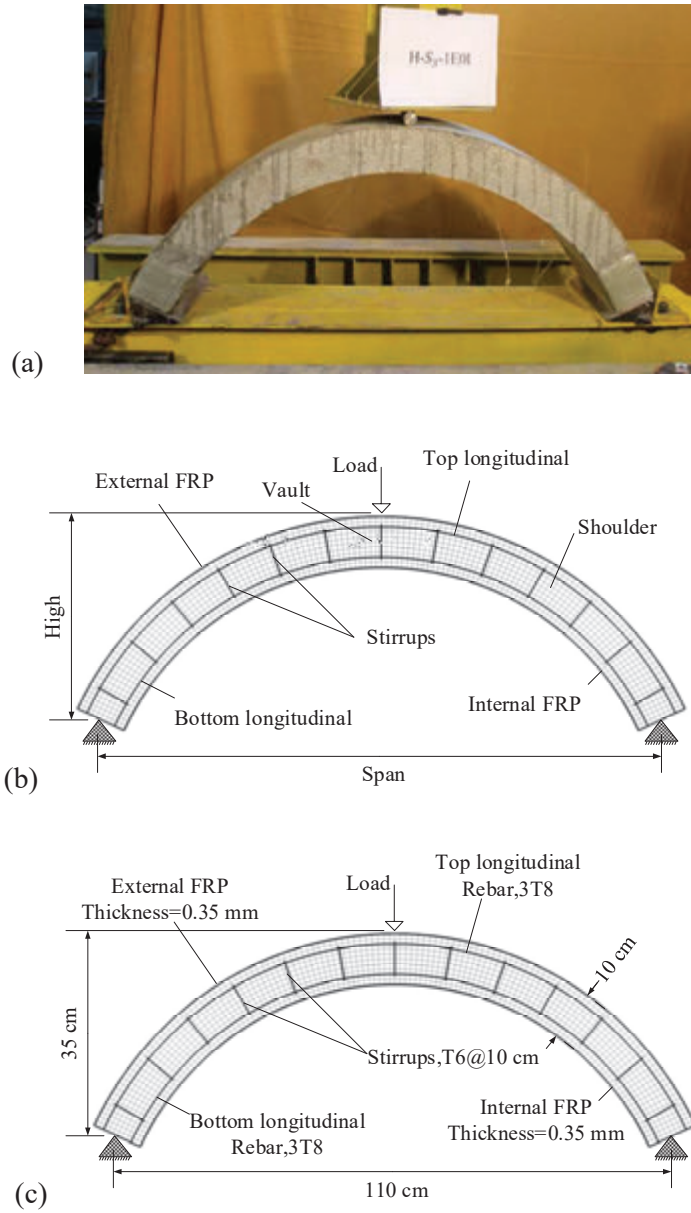 H-S_3-1E01
(a)
Load
Top longitudinal
External FRP
Vault
Shoulder
High
Stirrups
Bottom longitudinal
Internal FRP
Span
(b)
Top longitudinal
Rebar,3T8
External FRP
Thickness=0.35 mm
Load
10 cm
35 cm
Stirrups,T6@10 cm
Bottom longitudinal
Rebar,3T8
Internal FRP
Thickness=0.35 mm
110 cm
(c)